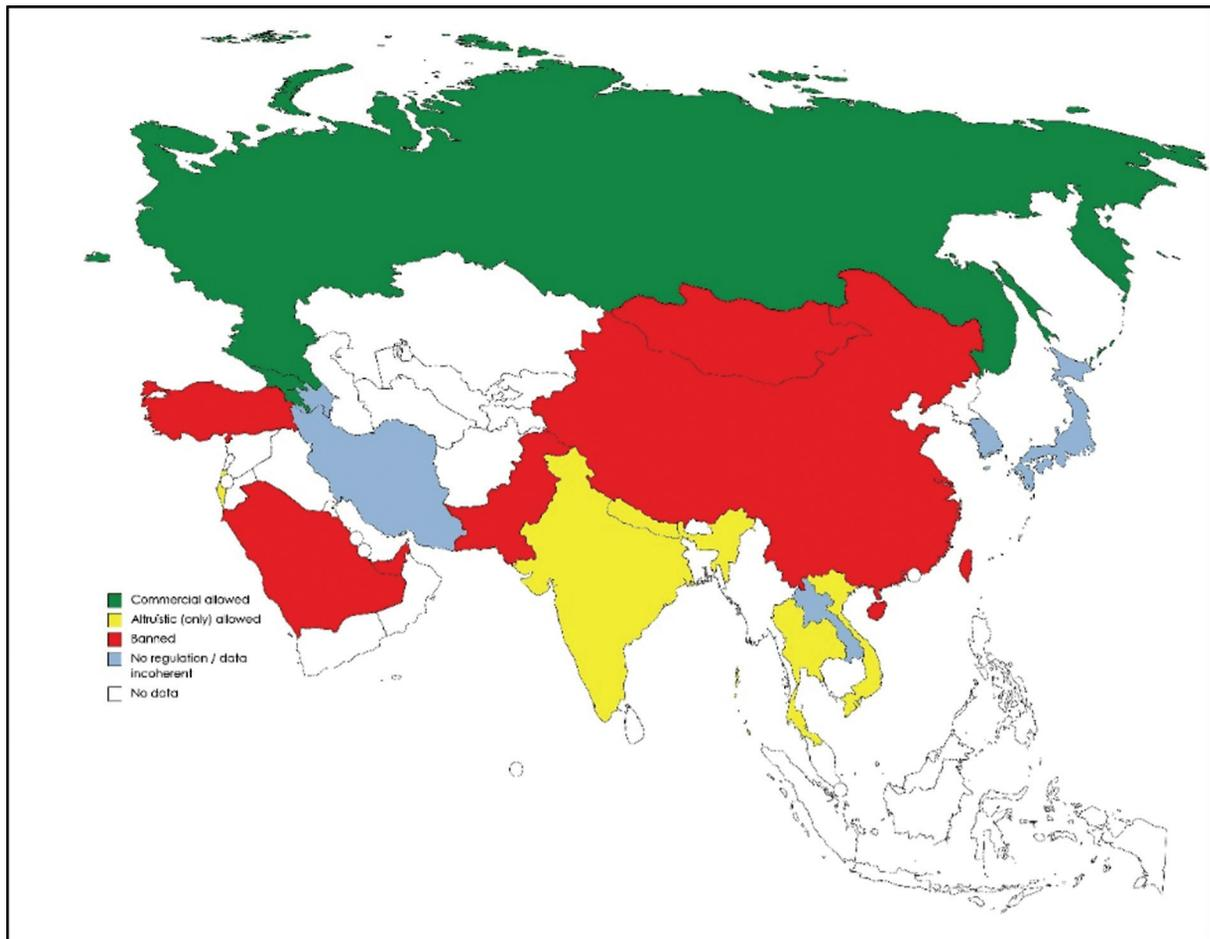 Commercial allowed
Altruistic (only) allowed
Banned
No regulation / data
incoherent
No data